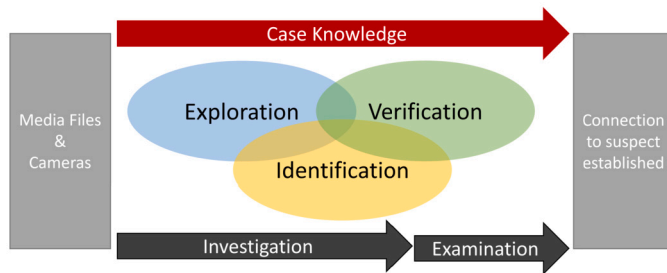 Case Knowledge
Media Files
&
Cameras
Exploration
Verification
Identification
Connection
to suspect
established
Investigation
Examination